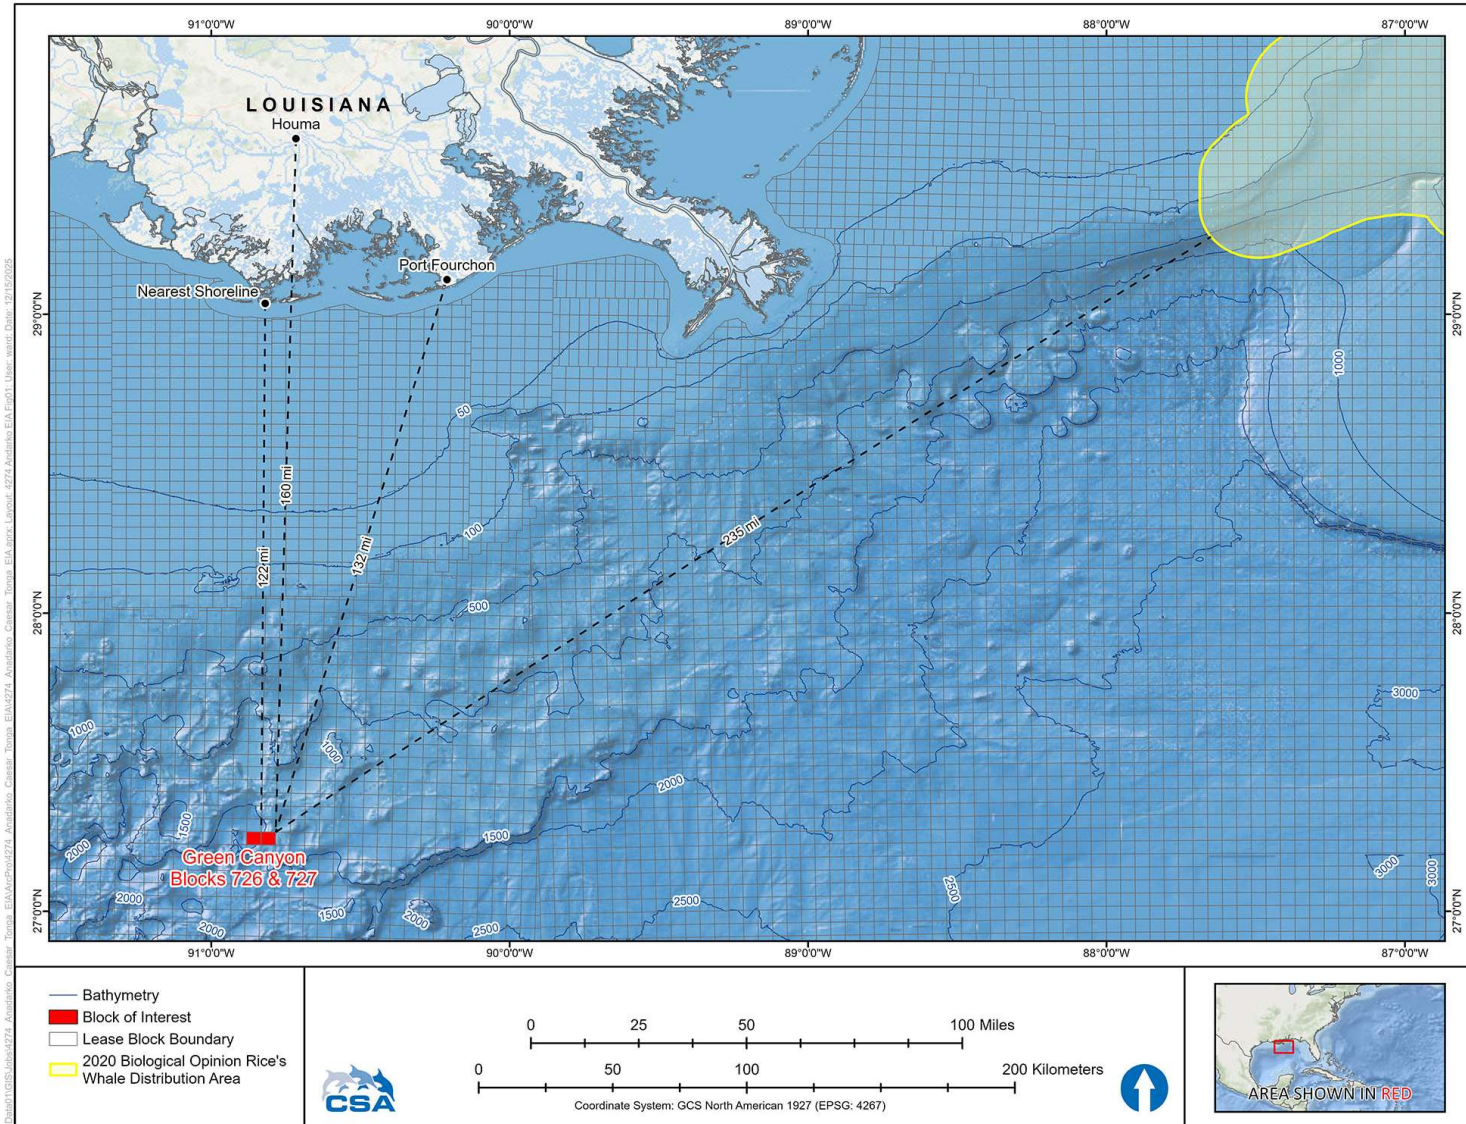 91°0'0"W 90°0'0"W 89°0'0"W 88°0'0"W 87°0'0"W
LOUISIANA
Houma
Port Fourchon
Nearest Shoreline
29°0'0"N
29°0'0"N
1000
50
160 mi
100
235 mi
132 mi
122 mi
500
28°0'0"N
28°0'0"N
3000
1000
1000
2000
1500
1500
2000
Green Canyon
Blocks 726 & 727
3000
3000
2500
2000
1500
2000
2500
2000
2500
27°0'0"N
27°0'0"N
91°0'0"W 90°0'0"W 89°0'0"W 88°0'0"W 87°0'0"W
Bathymetry
Block of Interest
Lease Block Boundary
2020 Biological Opinion Rice's
Whale Distribution Area
0 25 50 100 Miles
0 50 100 200 Kilometers
CSA
Coordinate System: GCS North American 1927 (EPSG: 4267)
AREA SHOWN IN RED